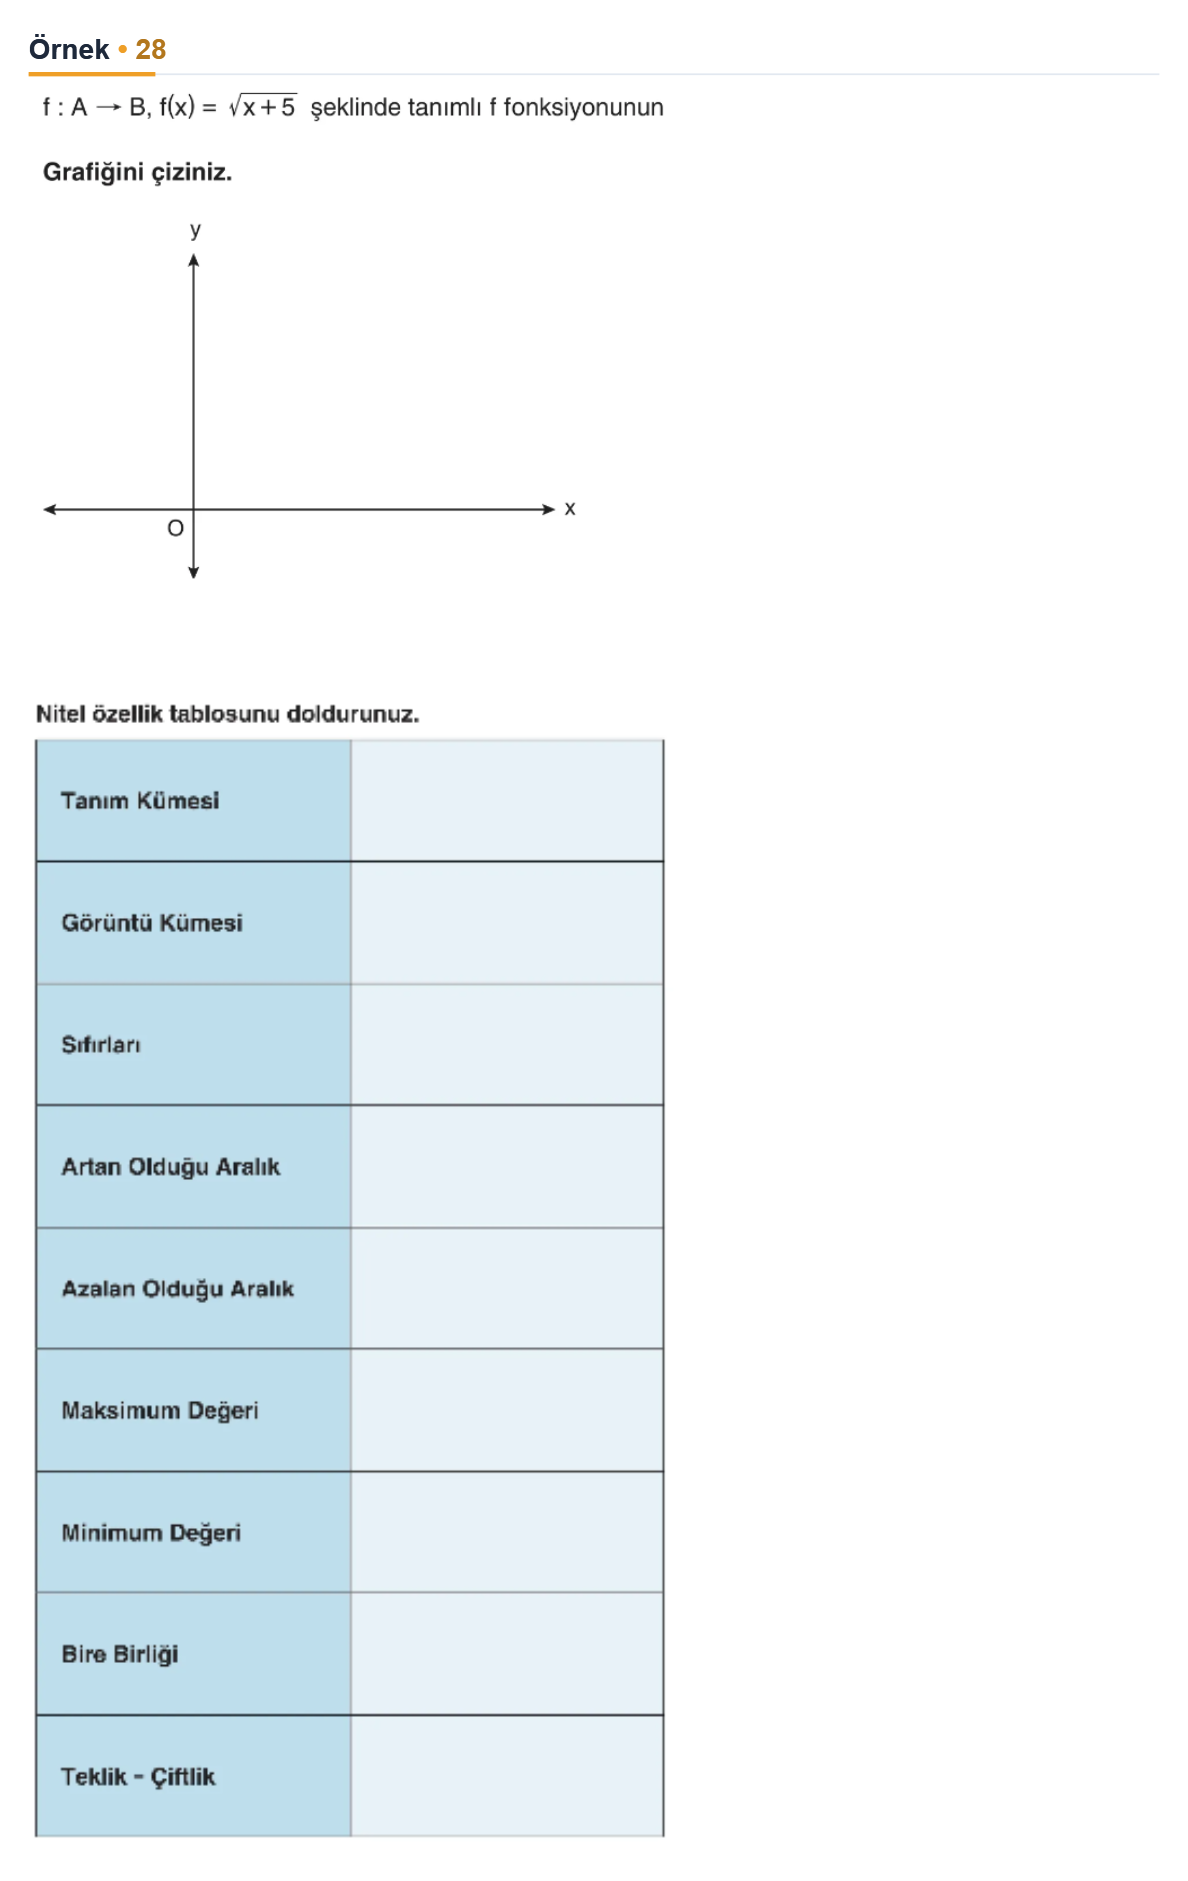 Örnek • 28
f : A → B, f(x) = √x+5 şeklinde tanımlı f fonksiyonunun
Grafiğini çiziniz.
y
x
O
Nitel özellik tablosunu doldurunuz.
Tanım Kümesi
Görüntü Kümesi
Sıfırları
Artan Olduğu Aralık
Azalan Olduğu Aralık
Maksimum Değeri
Minimum Değeri
Bire Birliği
Teklik - Çiftlik